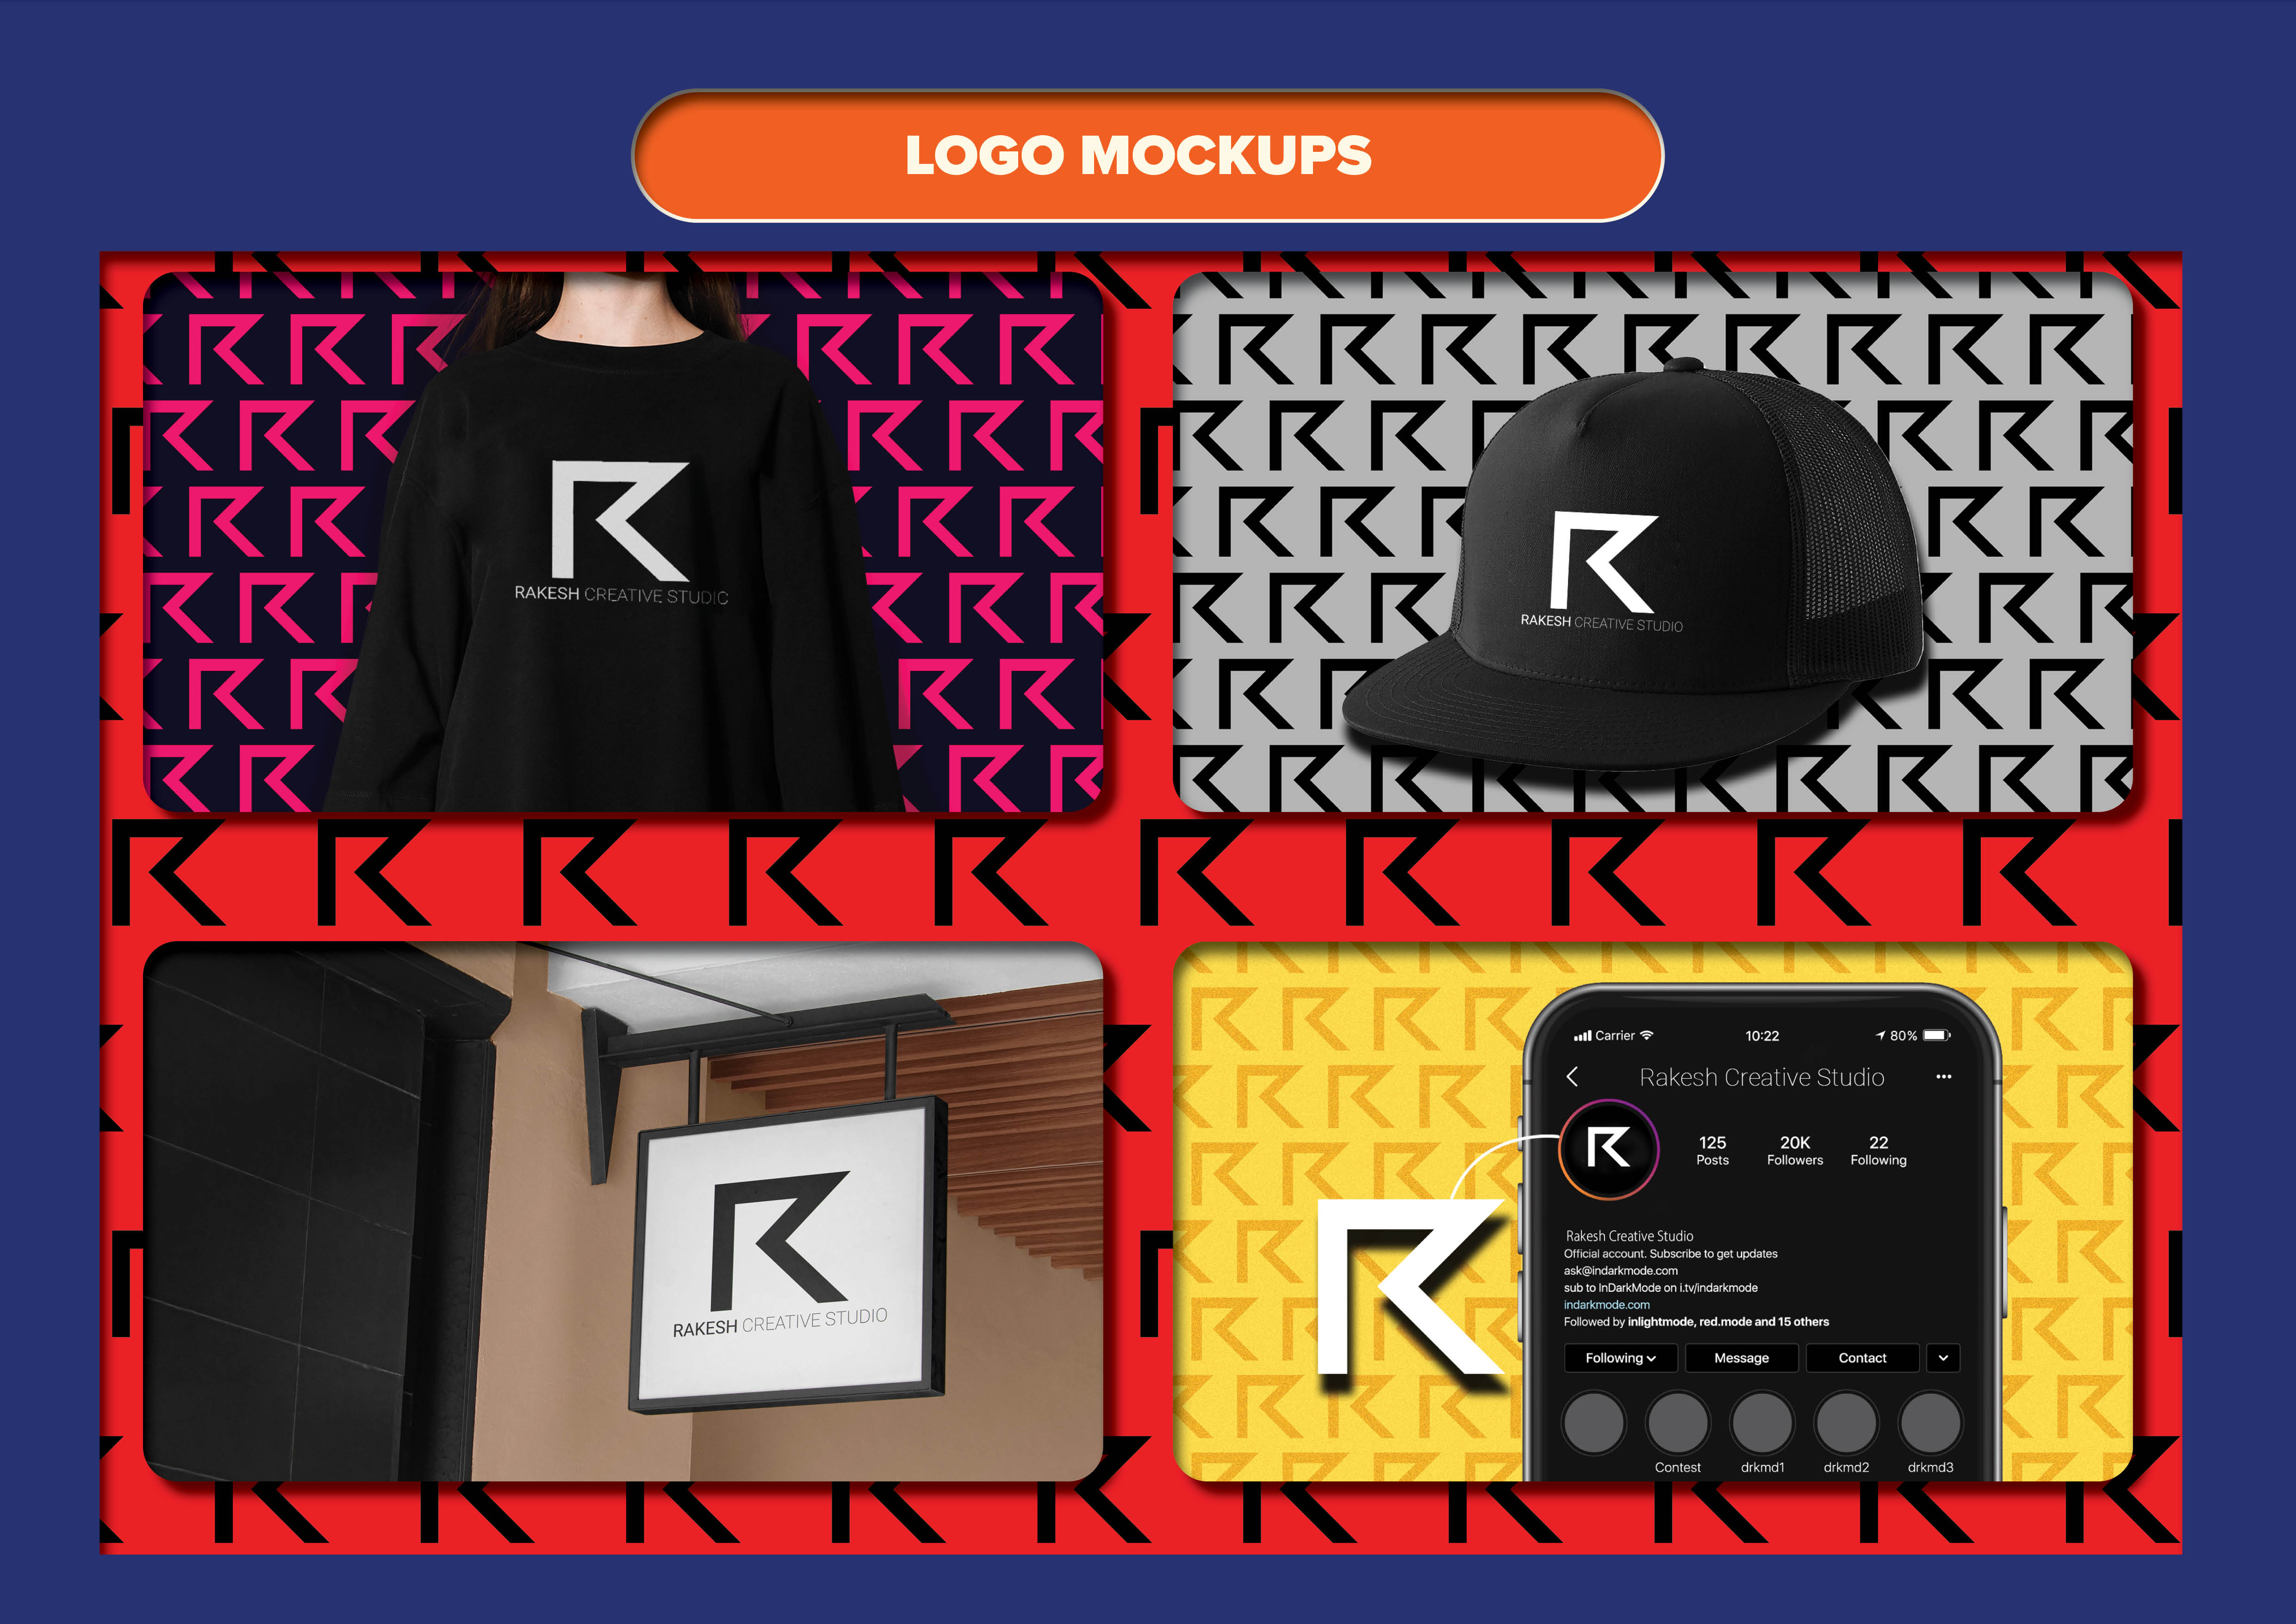 LOGO MOCKUPS
R
RAKESH CREATIVE STUDIO
R
RAKESH CREATIVE STUDIO
R
RAKESH CREATIVE STUDIO
R
Carrier 10:22 80%
Rakesh Creative Studio
R
125 20K 22
Posts Followers Following
Rakesh Creative Studio
Official account. Subscribe to get updates
ask@indarkmode.com
sub to InDarkMode on i.tv/indarkmode
indarkmode.com
Followed by inlightmode, red.mode and 15 others
Following Message Contact
Contest drkmd1 drkmd2 drkmd3